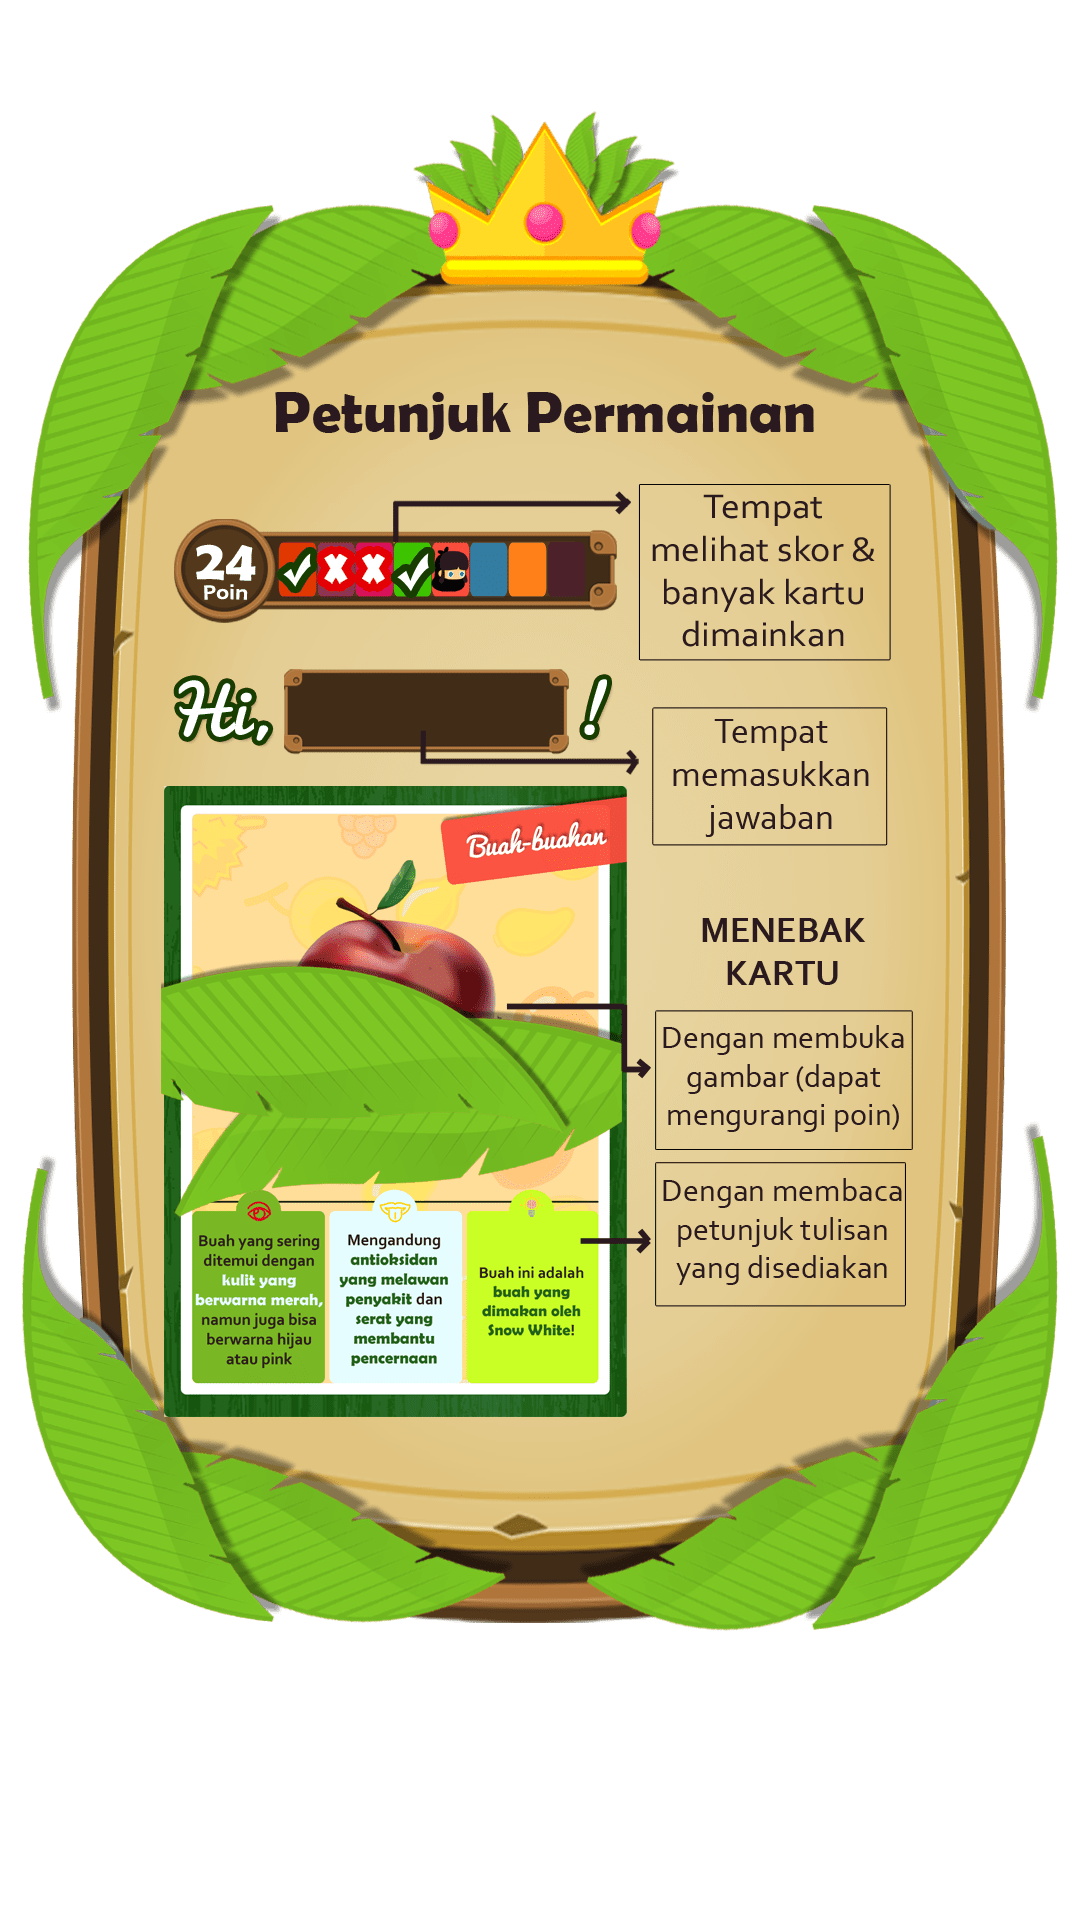 Petunjuk Permainan
24
Poin
Tempat
melihat skor &
banyak kartu
dimainkan
Hi, !
Tempat
memasukkan
jawaban
Buah-buahan
MENEBAK
KARTU
Dengan membuka
gambar (dapat
mengurangi poin)
Dengan membaca
petunjuk tulisan
yang disediakan
Buah yang sering
ditemui dengan
kulit yang
berwarna merah,
namun juga bisa
berwarna hijau
atau pink
Mengandung
antioksidan
yang melawan
penyakit dan
serat yang
membantu
pencernaan
Buah ini adalah
buah yang
dimakan oleh
Snow White!